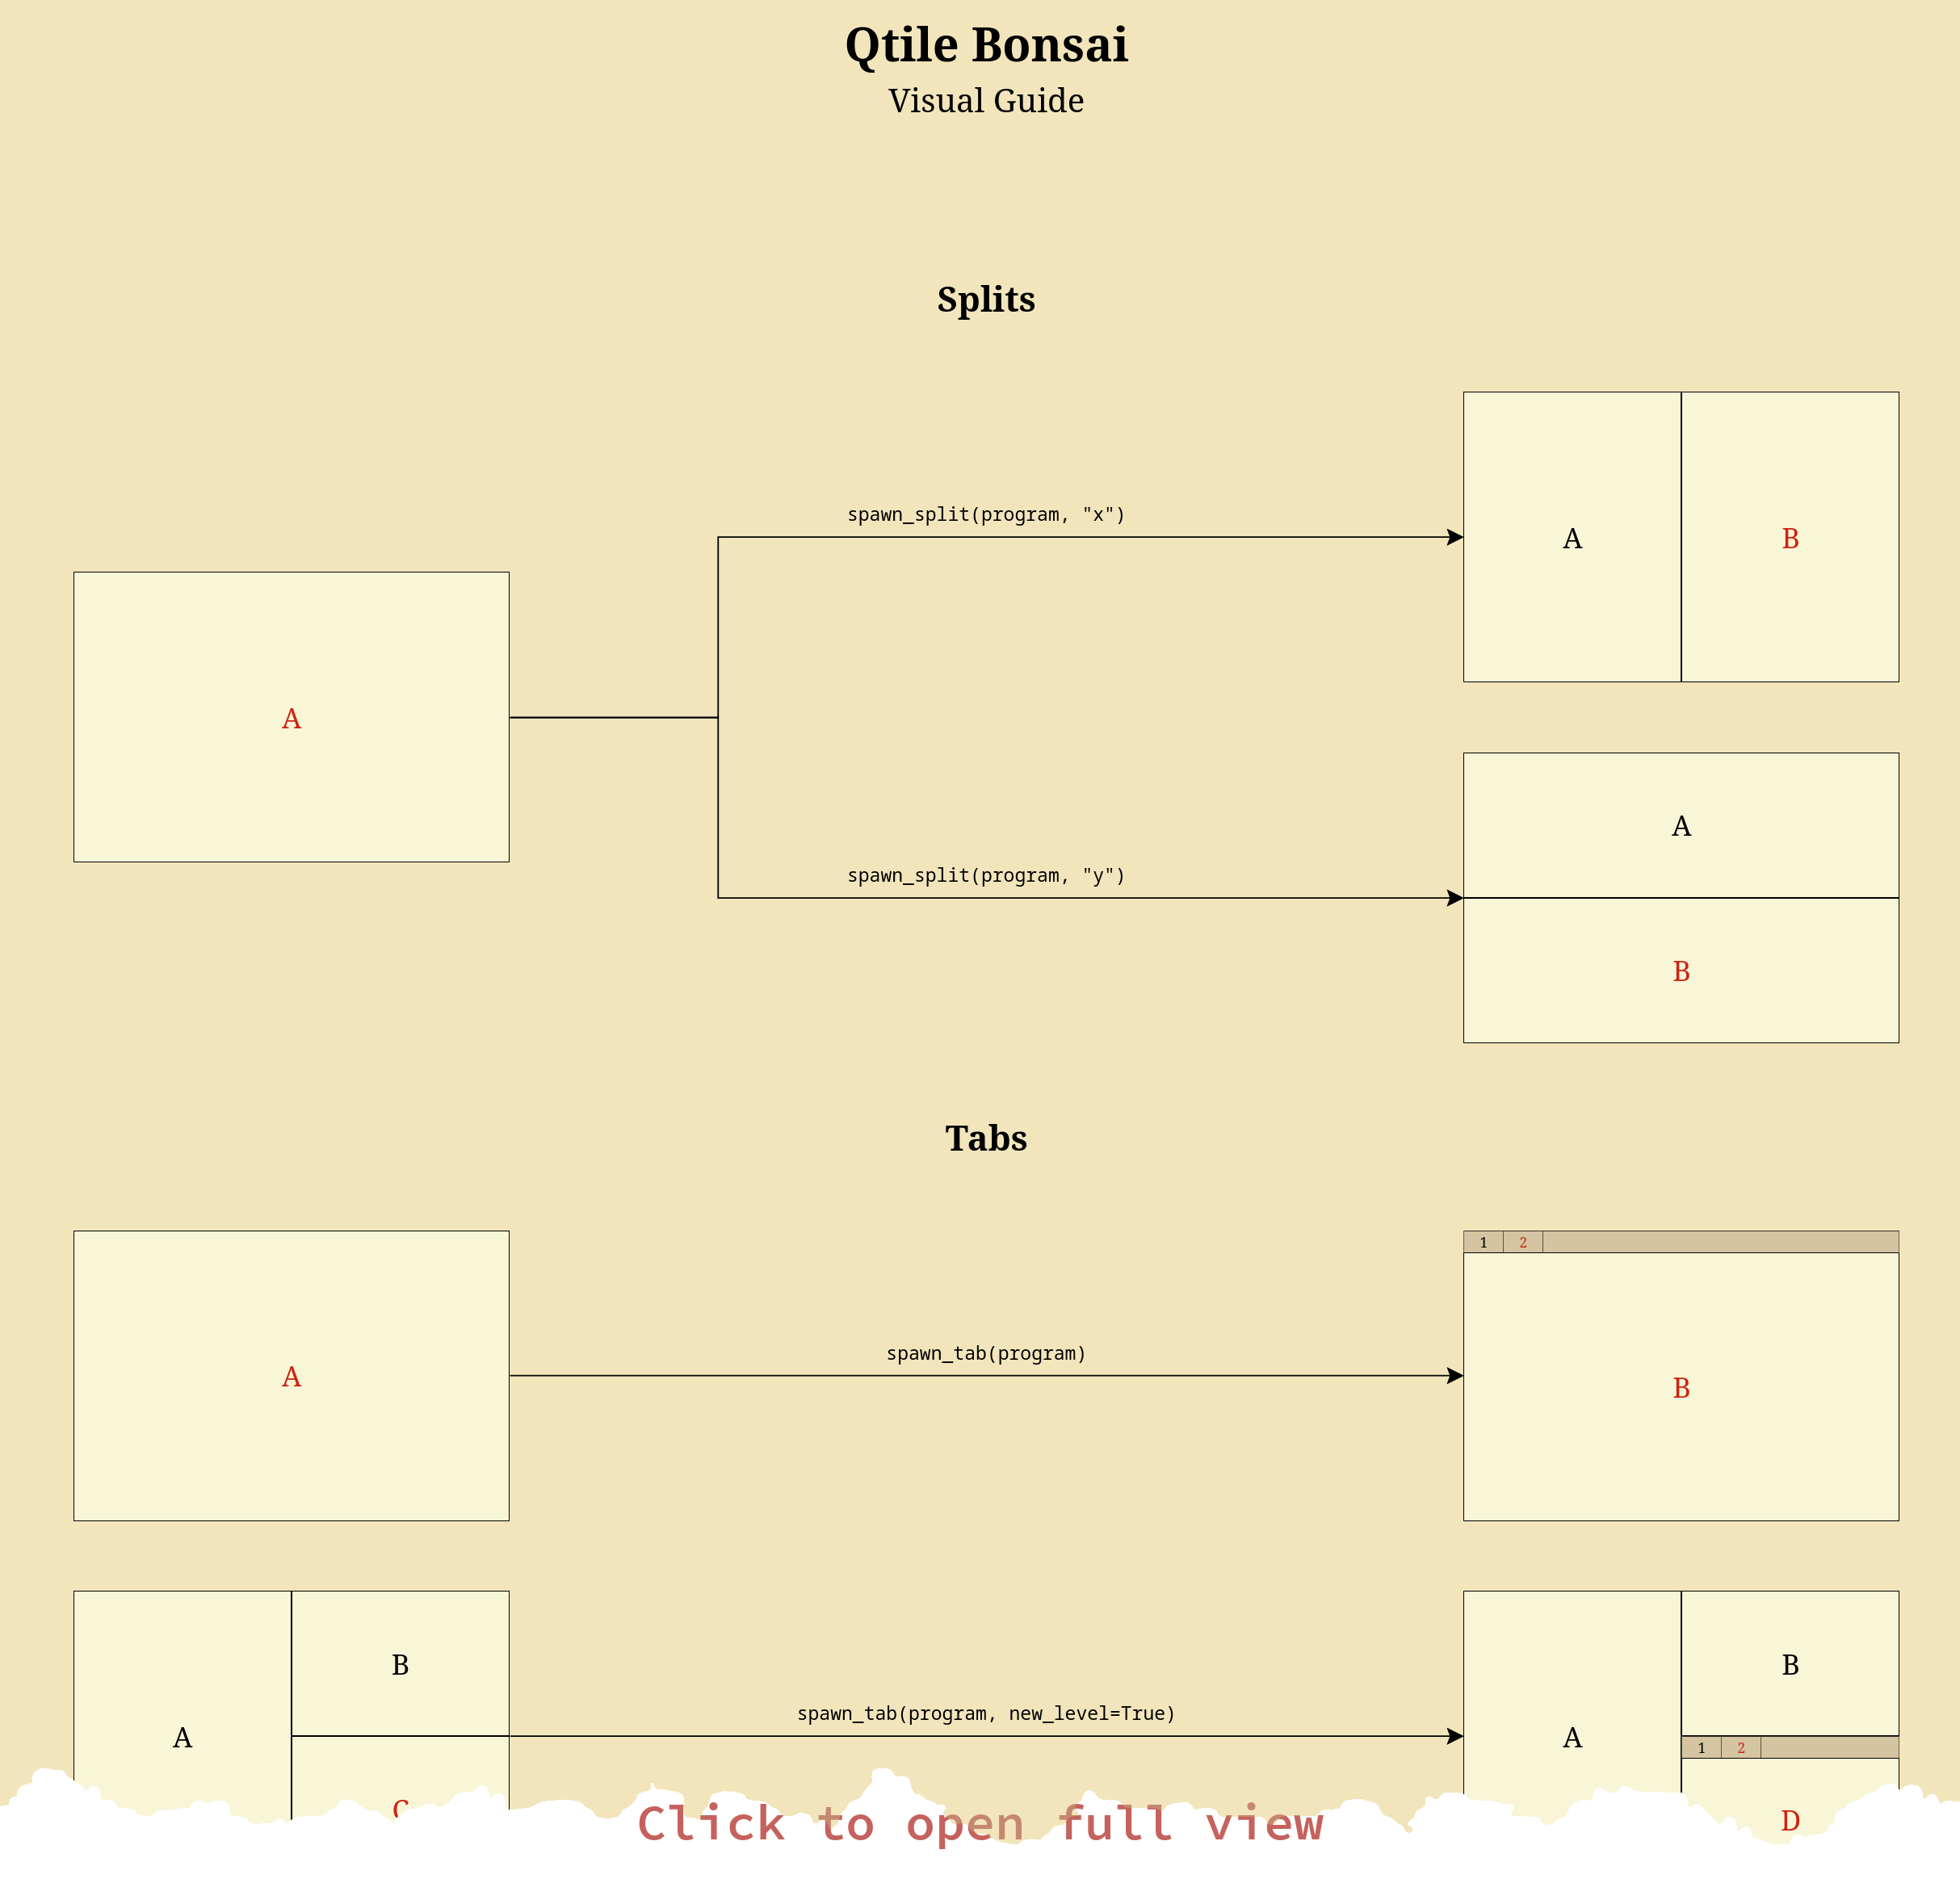 Qtile Bonsai
Visual Guide
Splits
spawn_split(program, "x")
A
B
A
A
spawn_split(program, "y")
B
Tabs
1
2
A
spawn_tab(program)
B
B
B
A
spawn_tab(program, new_level=True)
A
1
2
C
D
Click to open full view